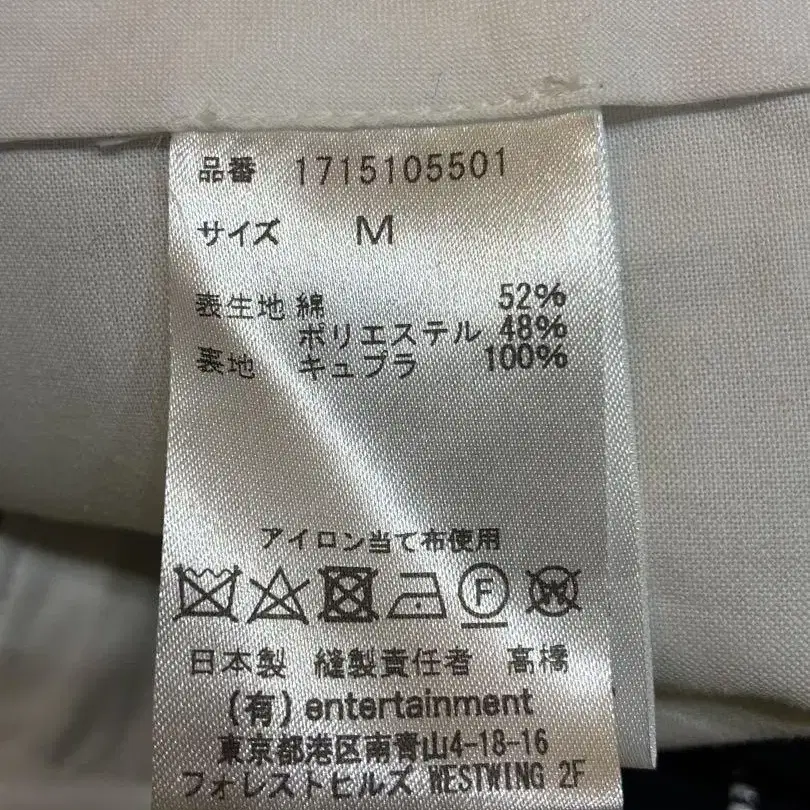 品番 1715105501
サイズ M
表生地 綿 52%
ポリエステル 48%
裏地 キュプラ 100%
アイロン当て布使用
F W
日本製 縫製責任者 高橋
(有) entertainment
東京都港区南青山4-18-16
フォレストヒルズ WESTWING 2F